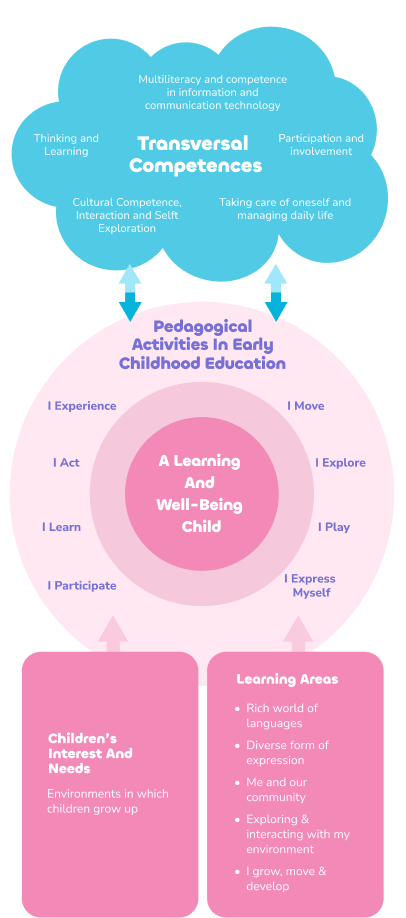 Multiliteracy and competence
in information and
communication technology
Thinking and
Learning
Transversal
Competences
Participation and
involvement
Cultural Competence,
Interaction and Selft
Exploration
Taking care of oneself and
managing daily life
Pedagogical
Activities In Early
Childhood Education
I Experience
I Move
I Act
I Explore
A Learning
And
Well-Being
Child
I Learn
I Play
I Participate
I Express
Myself
Children's
Interest And
Needs
Environments in which
children grow up
Learning Areas
• Rich world of
languages
• Diverse form of
expression
• Me and our
community
• Exploring &
interacting with my
environment
• I grow, move &
develop